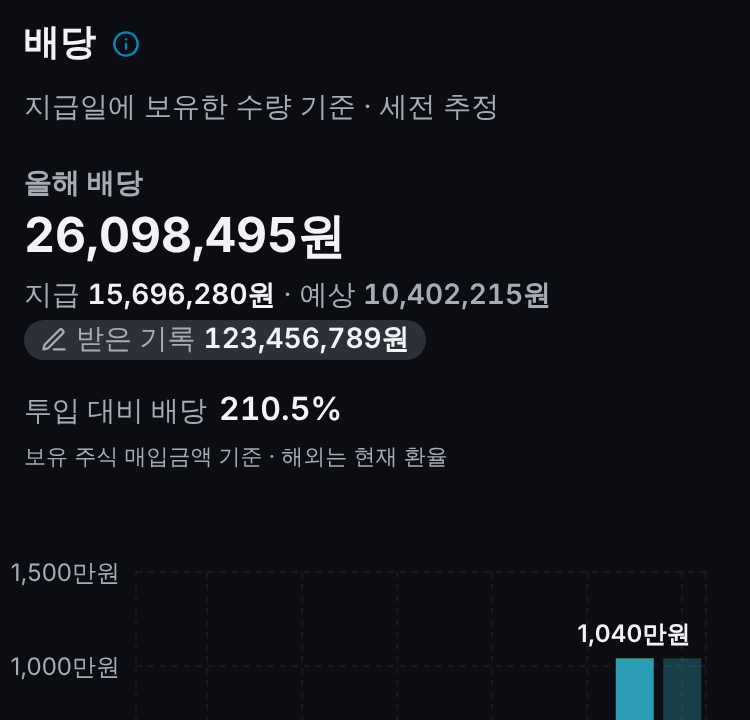 배당
지급일에 보유한 수량 기준 · 세전 추정
올해 배당
26,098,495원
지급 15,696,280원 · 예상 10,402,215원
받은 기록 123,456,789원
투입 대비 배당 210.5%
보유 주식 매입금액 기준 · 해외는 현재 환율
1,500만원
1,040만원
1,000만원